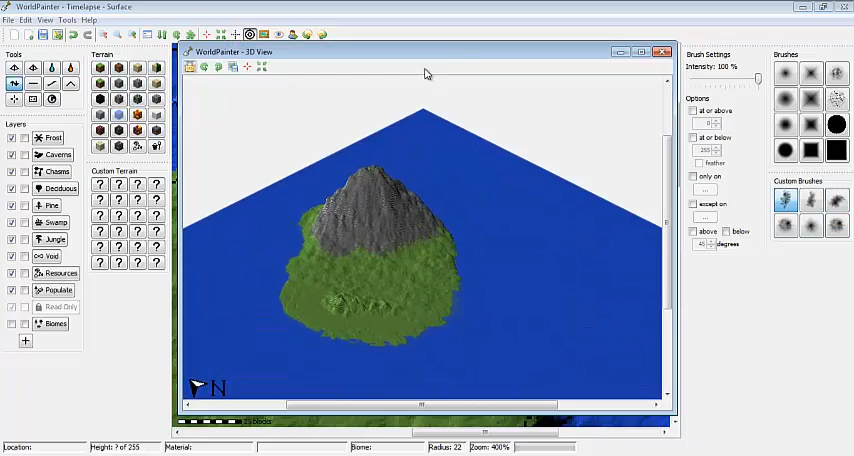 WorldPainter - Timelapse - Surface
File Edit View Tools Help
Tools
Terrain
WorldPainter - 3D View
Brush Settings
Intensity: 100 %
Brushes
Options
at or above
0
at or below
255
feather
only on
...
except on
...
above below
45 degrees
Custom Brushes
Layers
Frost
Caverns
Chasms
Deciduous
Pine
Swamp
Jungle
Void
Resources
Populate
Read Only
Biomes
+
Custom Terrain
? ? ? ?
? ? ? ?
? ? ? ?
? ? ? ?
? ? ? ?
? ? ? ?
N
25 blocks
Location: Height: ? of 255 Material: Biome: Radius: 22 Zoom: 400%